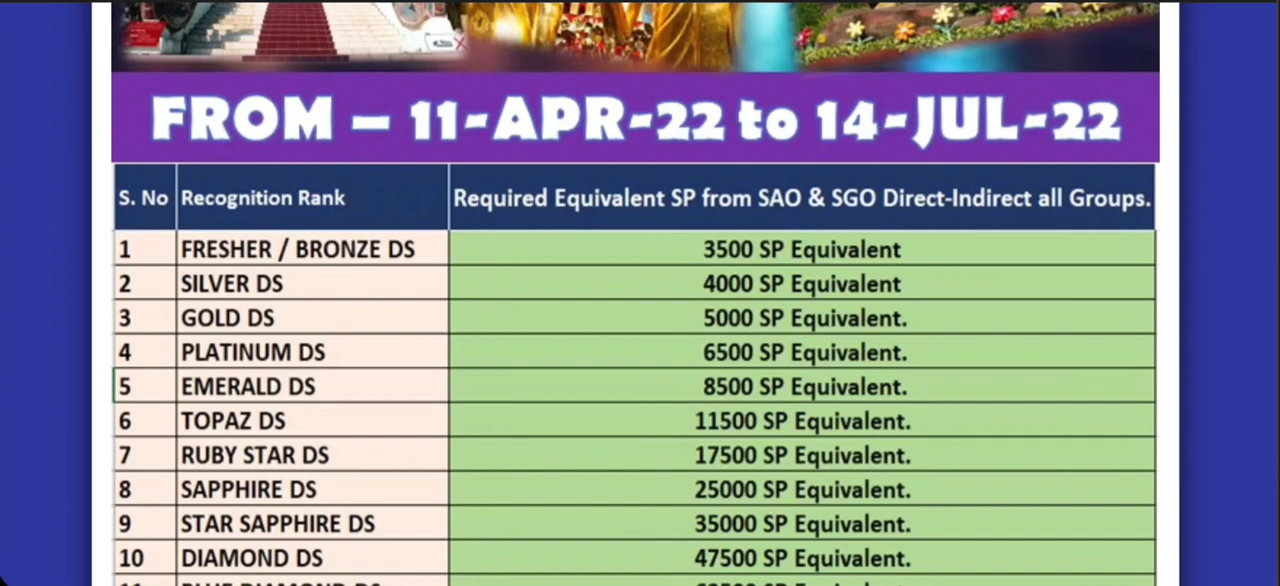 FROM – 11-APR-22 to 14-JUL-22
S. No Recognition Rank Required Equivalent SP from SAO & SGO Direct-Indirect all Groups.
1 FRESHER / BRONZE DS 3500 SP Equivalent
2 SILVER DS 4000 SP Equivalent
3 GOLD DS 5000 SP Equivalent.
4 PLATINUM DS 6500 SP Equivalent.
5 EMERALD DS 8500 SP Equivalent.
6 TOPAZ DS 11500 SP Equivalent.
7 RUBY STAR DS 17500 SP Equivalent.
8 SAPPHIRE DS 25000 SP Equivalent.
9 STAR SAPPHIRE DS 35000 SP Equivalent.
10 DIAMOND DS 47500 SP Equivalent.